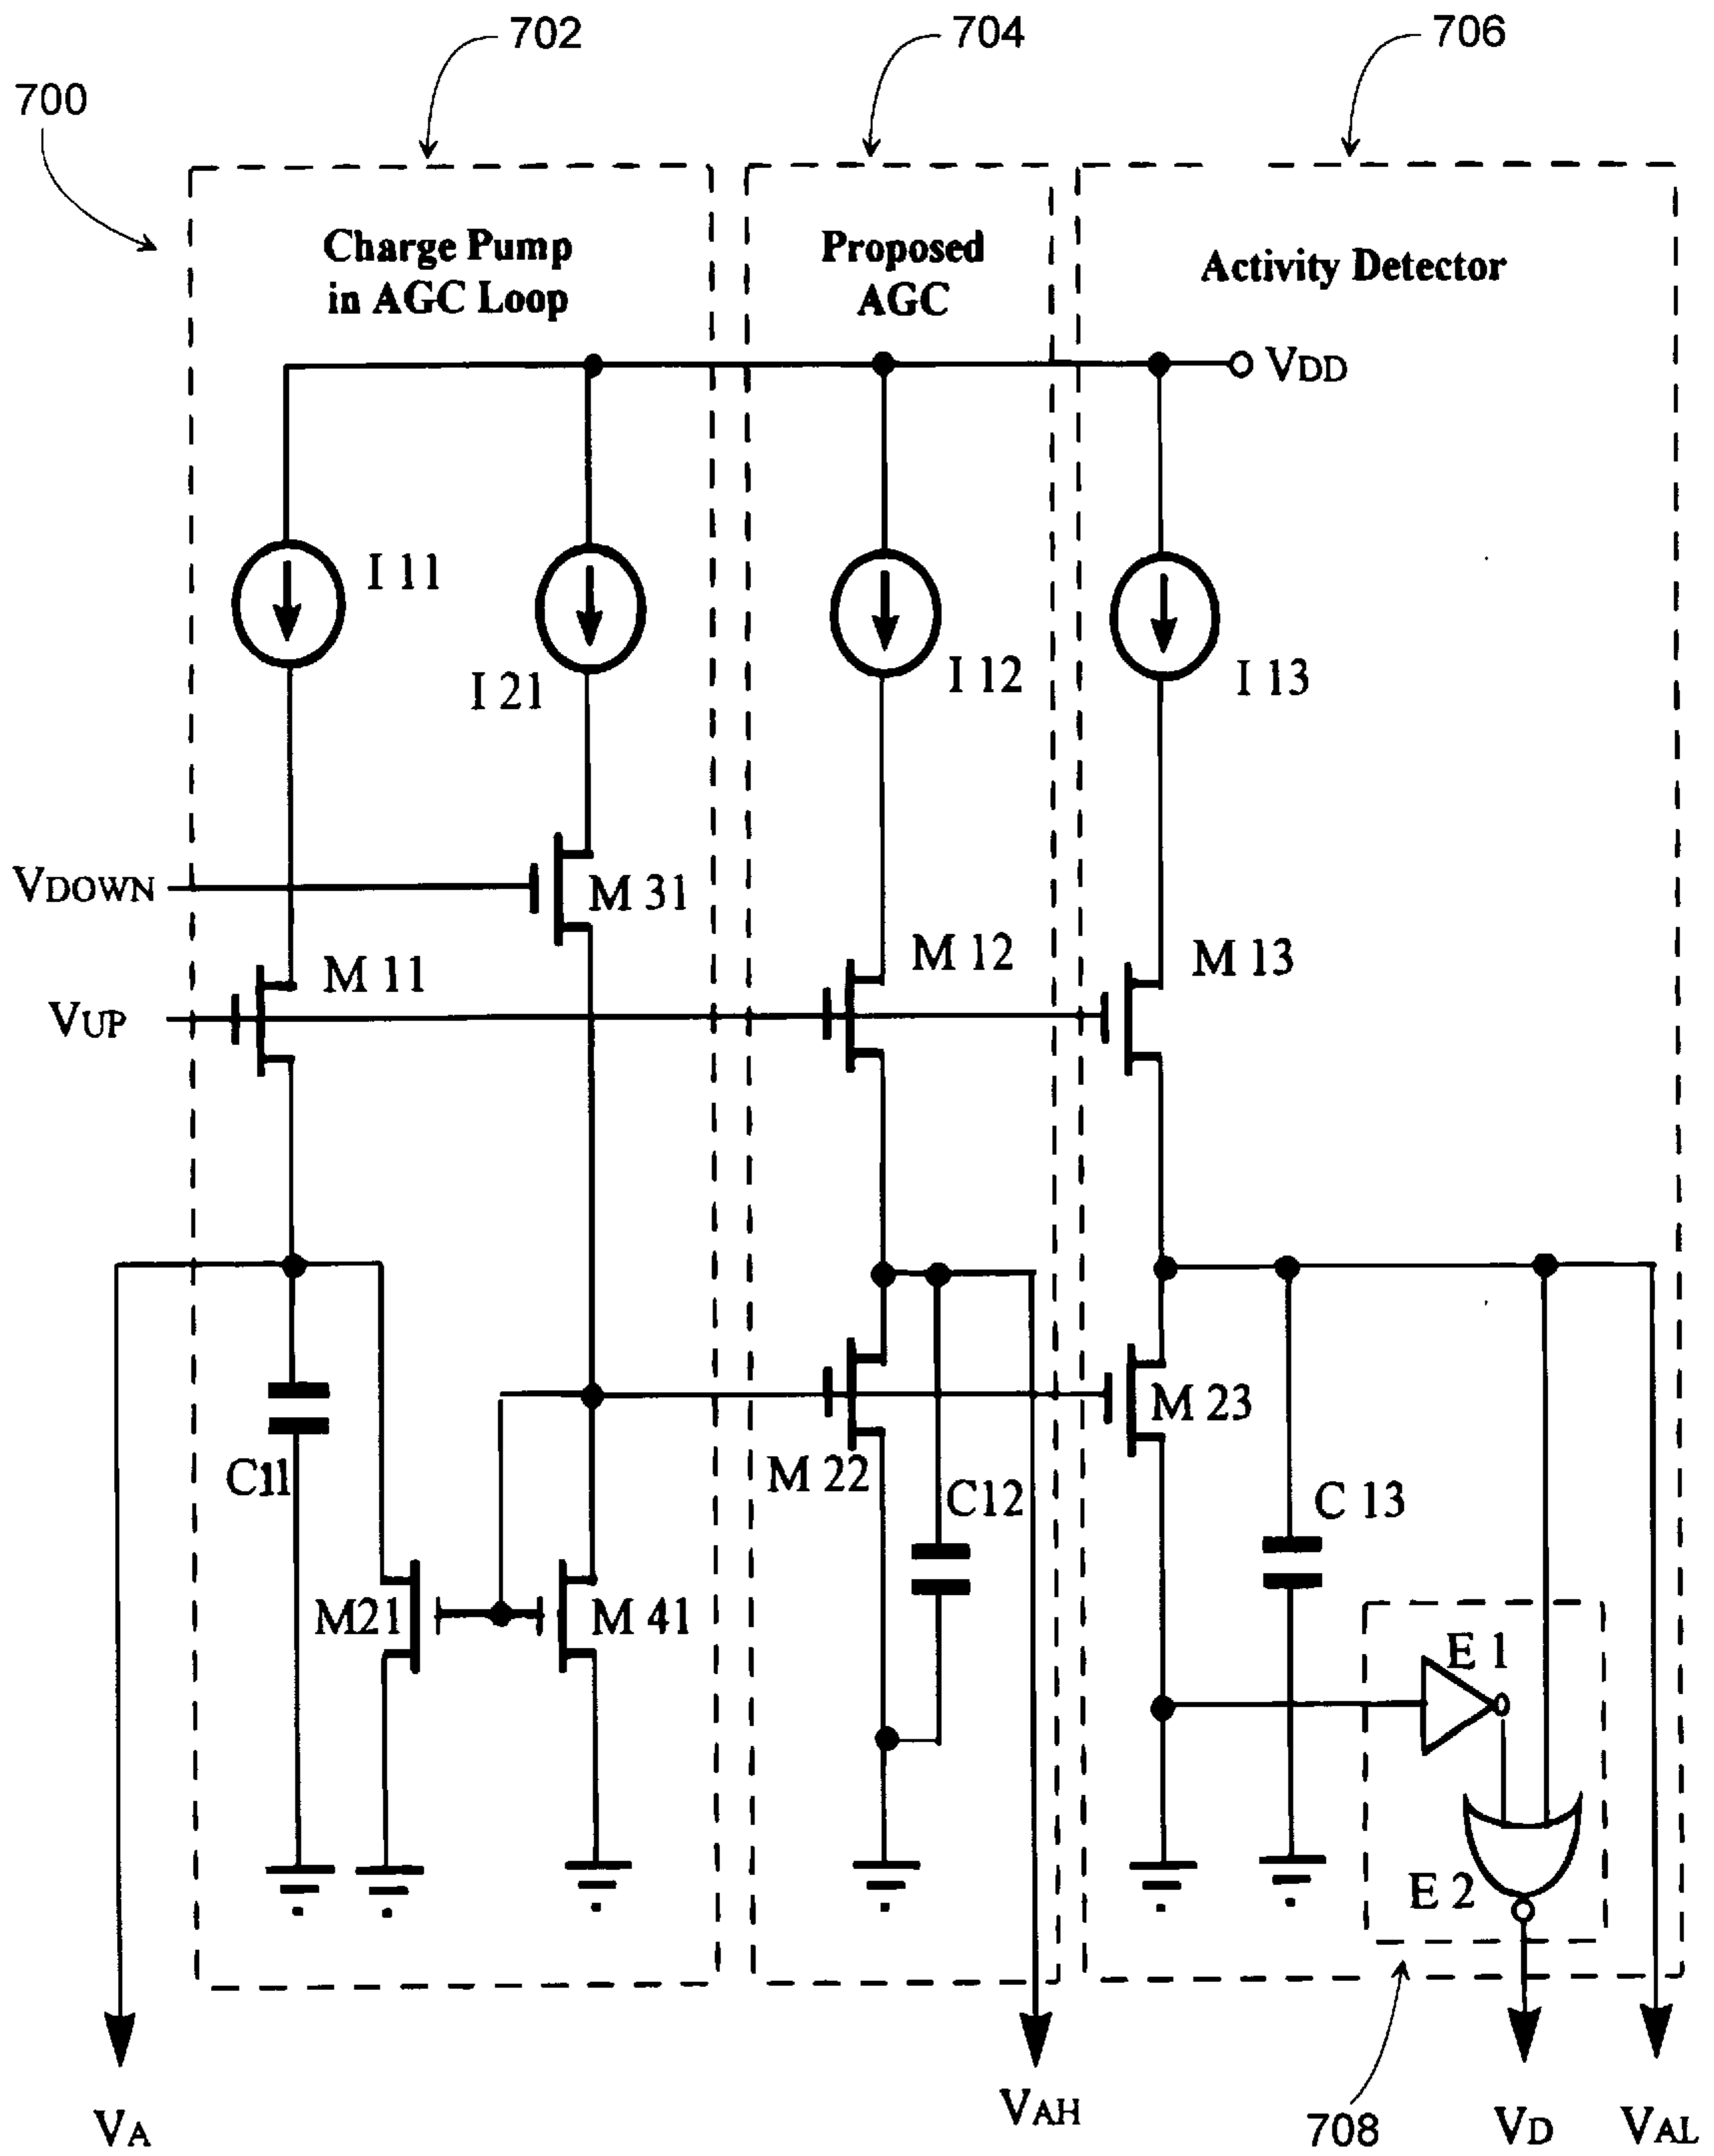 702
704
706
700
Charge Pump
in AGC Loop
Proposed
AGC
Activity Detector
VDD
I 11
I 21
I 12
I 13
VDOWN
M 31
M 11
M 12
M 13
VUP
C11
M 22
C12
M 23
C 13
M21
M 41
E 1
E 2
VA
VAH
708
VD
VAL